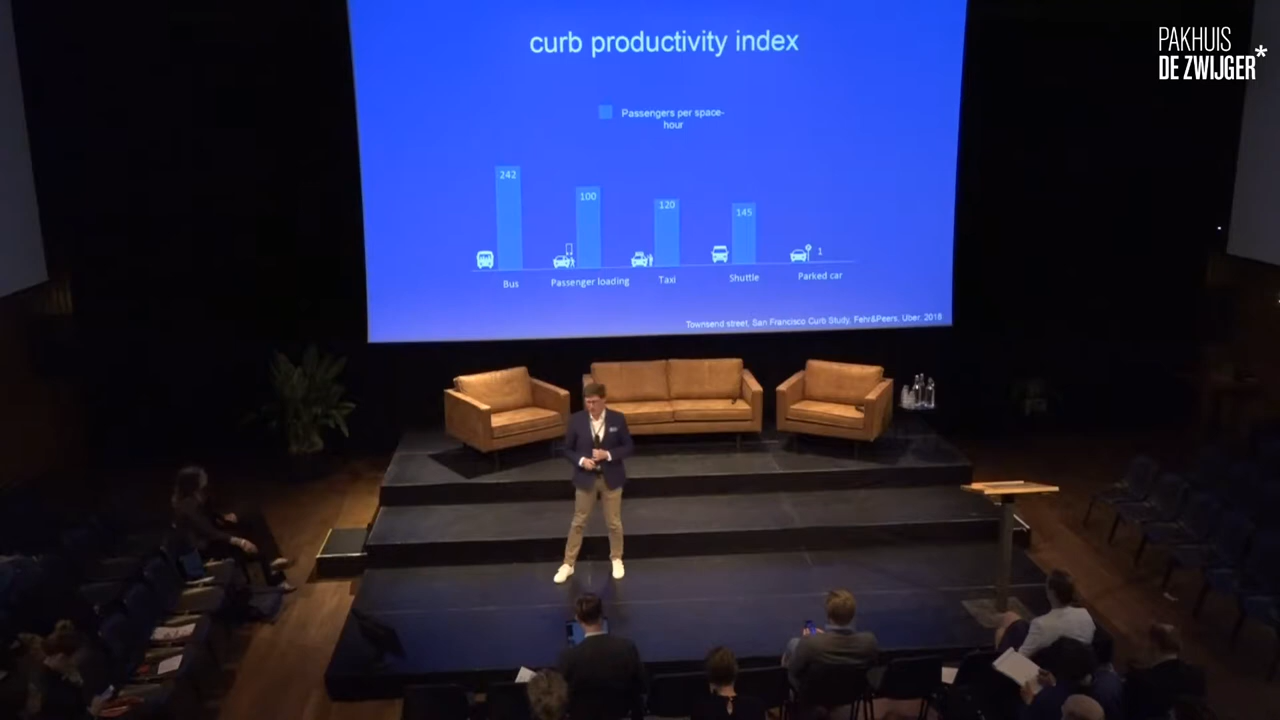 curb productivity index
PAKHUIS
DE ZWIJGER*
Passengers per space-
hour
242
100
120
145
1
Bus
Passenger loading
Taxi
Shuttle
Parked car
Townsend street, San Francisco Curb Study, Fehr&Peers, Uber, 2018